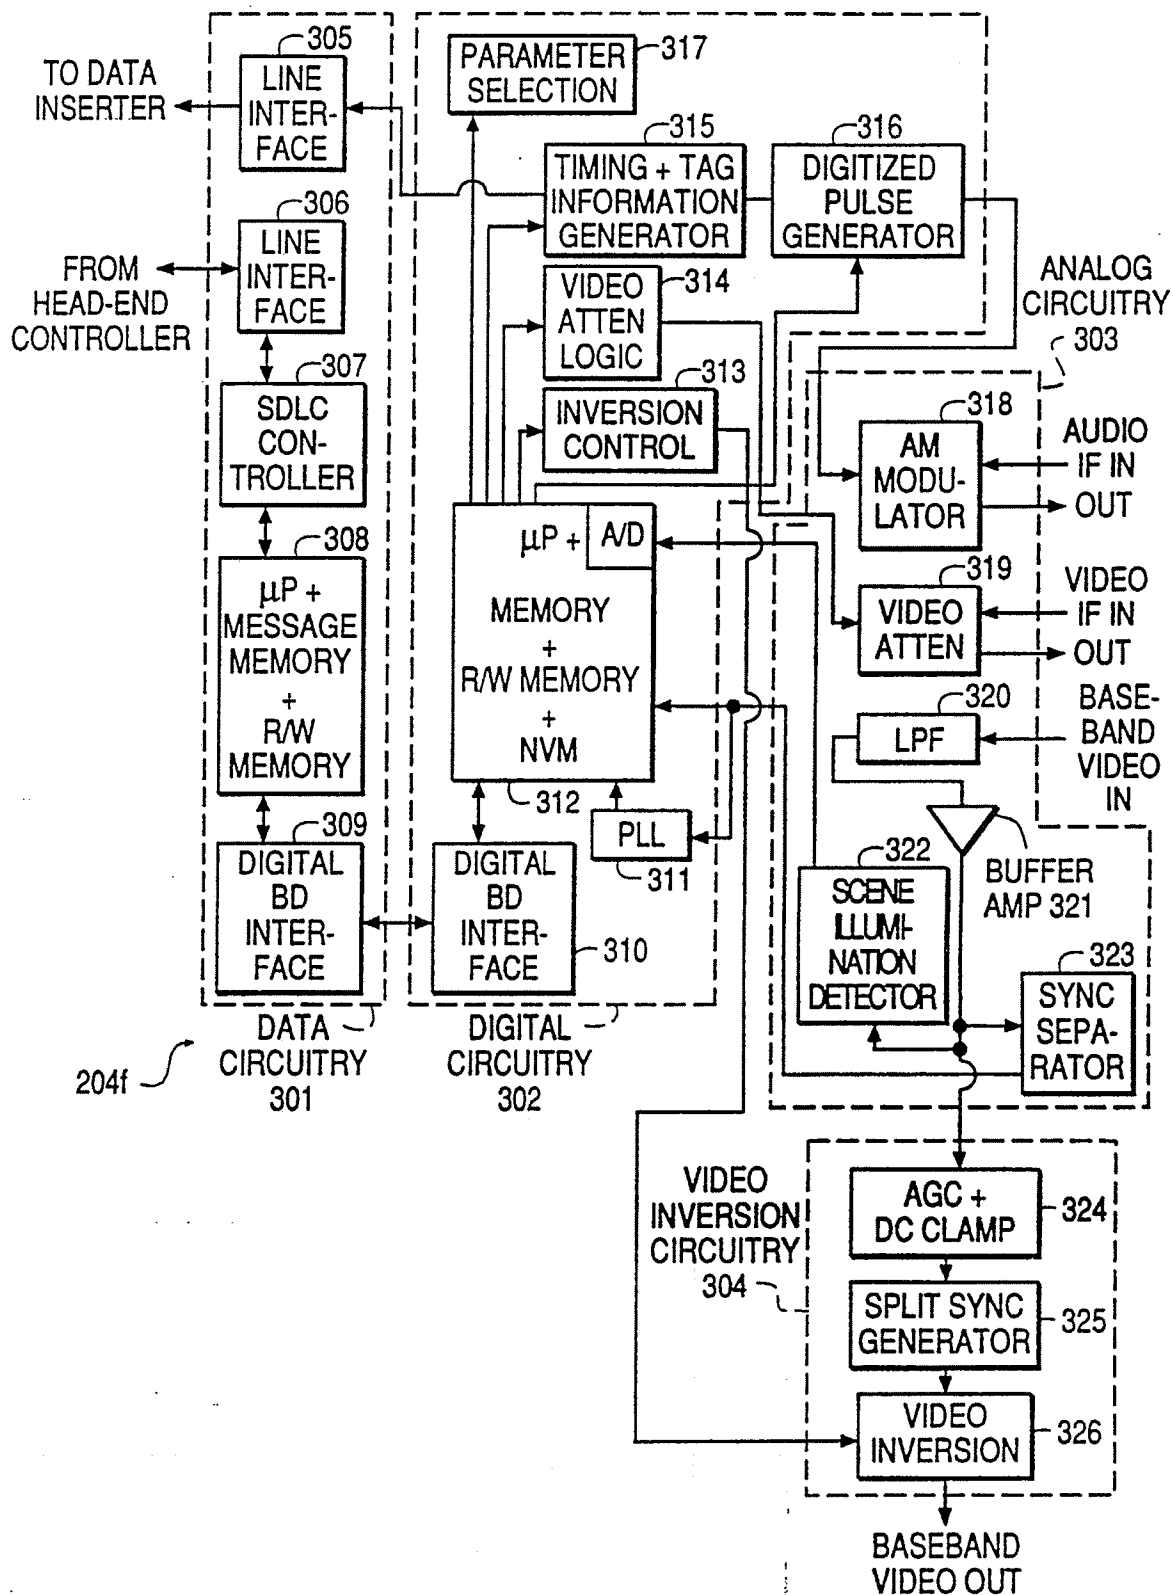 305
LINE
INTER-
FACE
TO DATA
INSERTER
306
LINE
INTER-
FACE
FROM
HEAD-END
CONTROLLER
307
SDLC
CON-
TROLLER
308
μP +
MESSAGE
MEMORY
+
R/W
MEMORY
309
DIGITAL
BD
INTER-
FACE
DATA
CIRCUITRY
301
204f
PARAMETER
SELECTION
317
315
TIMING + TAG
INFORMATION
GENERATOR
316
DIGITIZED
PULSE
GENERATOR
VIDEO
ATTEN
LOGIC
314
313
INVERSION
CONTROL
μP +
A/D
MEMORY
+
R/W MEMORY
+
NVM
312
PLL
311
DIGITAL
BD
INTER-
FACE
310
DIGITAL
CIRCUITRY
302
ANALOG
CIRCUITRY
303
318
AM
MODU-
LATOR
AUDIO
IF IN
OUT
319
VIDEO
ATTEN
VIDEO
IF IN
OUT
320
LPF
BASE-
BAND
VIDEO
IN
BUFFER
AMP 321
322
SCENE
ILLUMI-
NATION
DETECTOR
323
SYNC
SEPA-
RATOR
VIDEO
INVERSION
CIRCUITRY
304
AGC +
DC CLAMP
324
SPLIT SYNC
GENERATOR
325
VIDEO
INVERSION
326
BASEBAND
VIDEO OUT